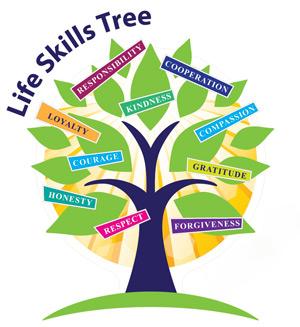 Life Skills Tree
RESPONSIBILITY
COOPERATION
KINDNESS
LOYALTY
COMPASSION
COURAGE
GRATITUDE
HONESTY
RESPECT
FORGIVENESS